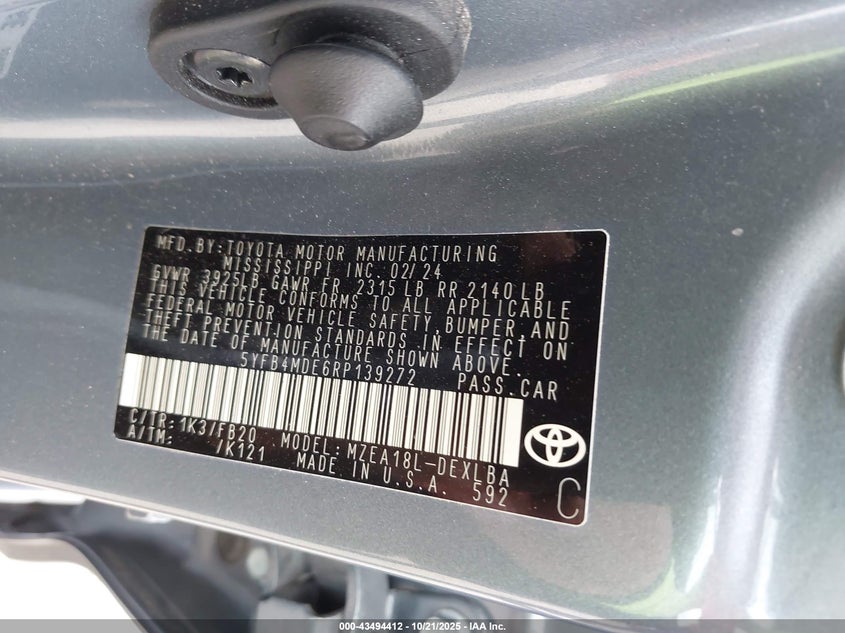 MFD. BY: TOYOTA MOTOR MANUFACTURING
MISSISSIPPI INC. 02/24
GVWR 3925LB GAWR FR 2315 LB RR 2140 LB
THIS VEHICLE CONFORMS TO ALL APPLICABLE
FEDERAL MOTOR VEHICLE SAFETY, BUMPER, AND
THEFT PREVENTION STANDARDS IN EFFECT ON
THE DATE OF MANUFACTURE SHOWN ABOVE.
5YFB4MDE6RP139272 PASS. CAR
C/TR: 1K3/FB20 MODEL: MZEA18L-DEXLBA
A/TM: /K121 MADE IN U.S.A. 592
C
000-43494412 - 10/21/2025 - IAA Inc.